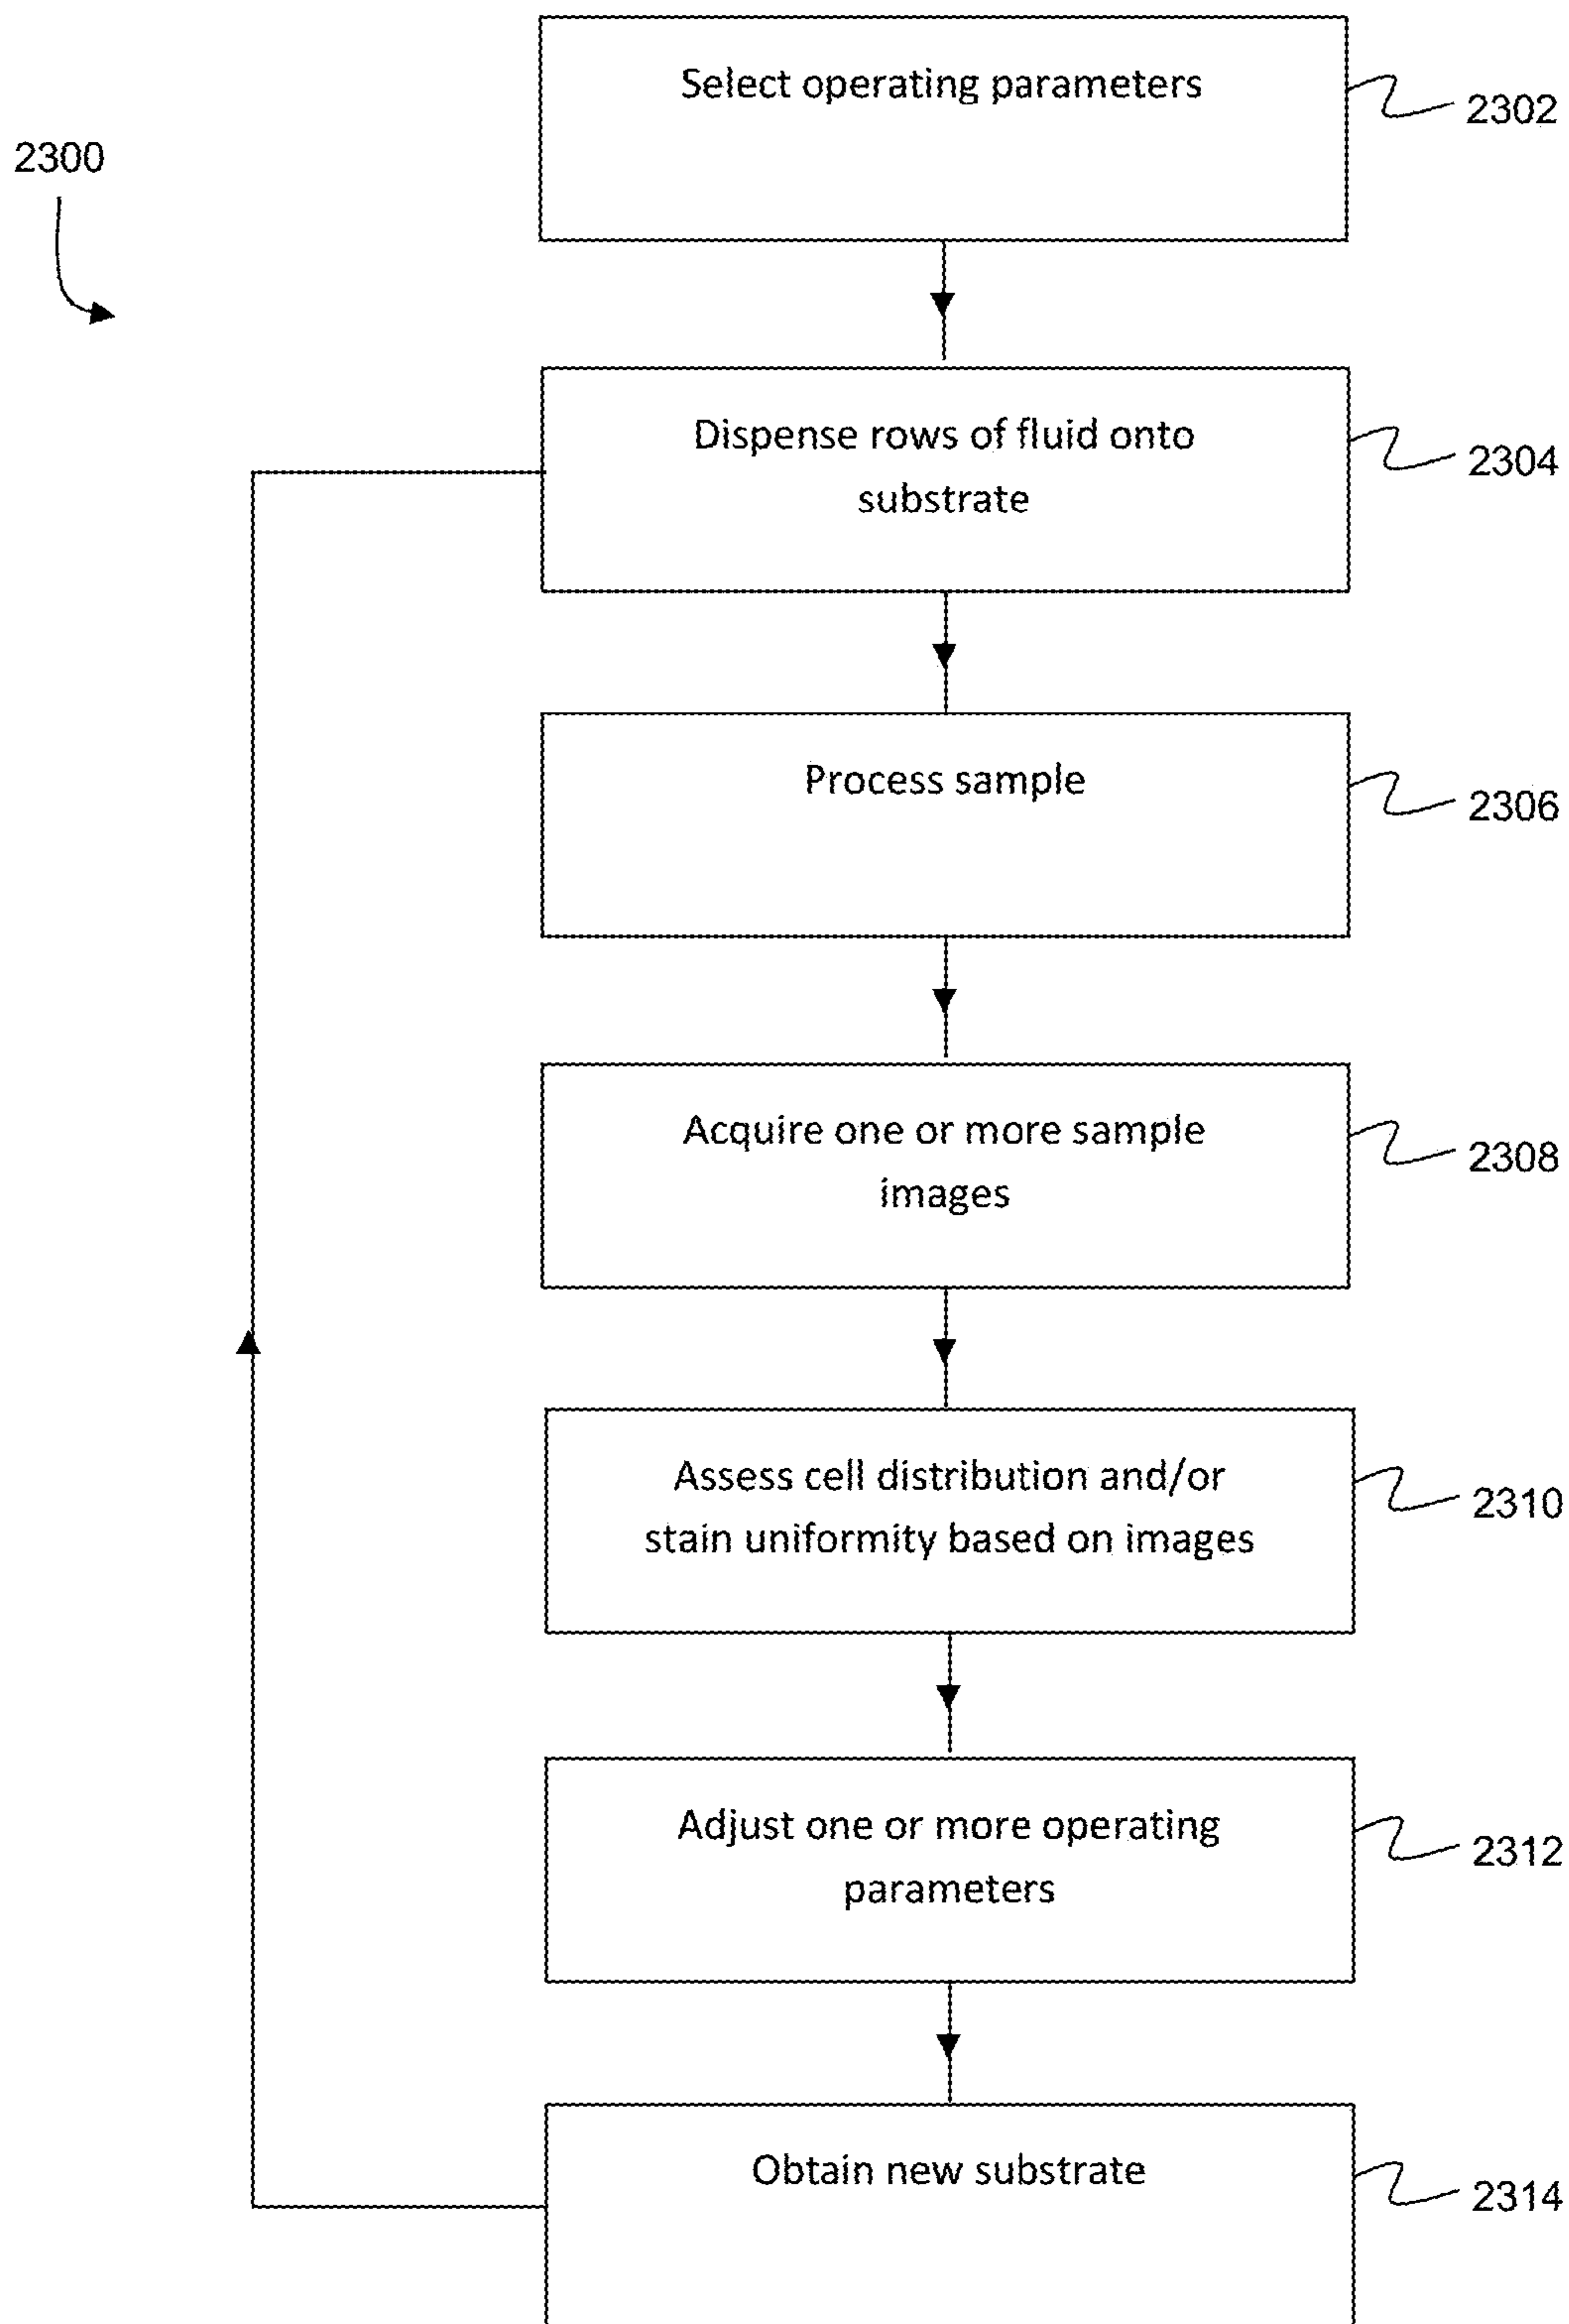 Select operating parameters
2302
2300
Dispense rows of fluid onto
substrate
2304
Process sample
2306
Acquire one or more sample
images
2308
Assess cell distribution and/or
stain uniformity based on images
2310
Adjust one or more operating
parameters
2312
Obtain new substrate
2314